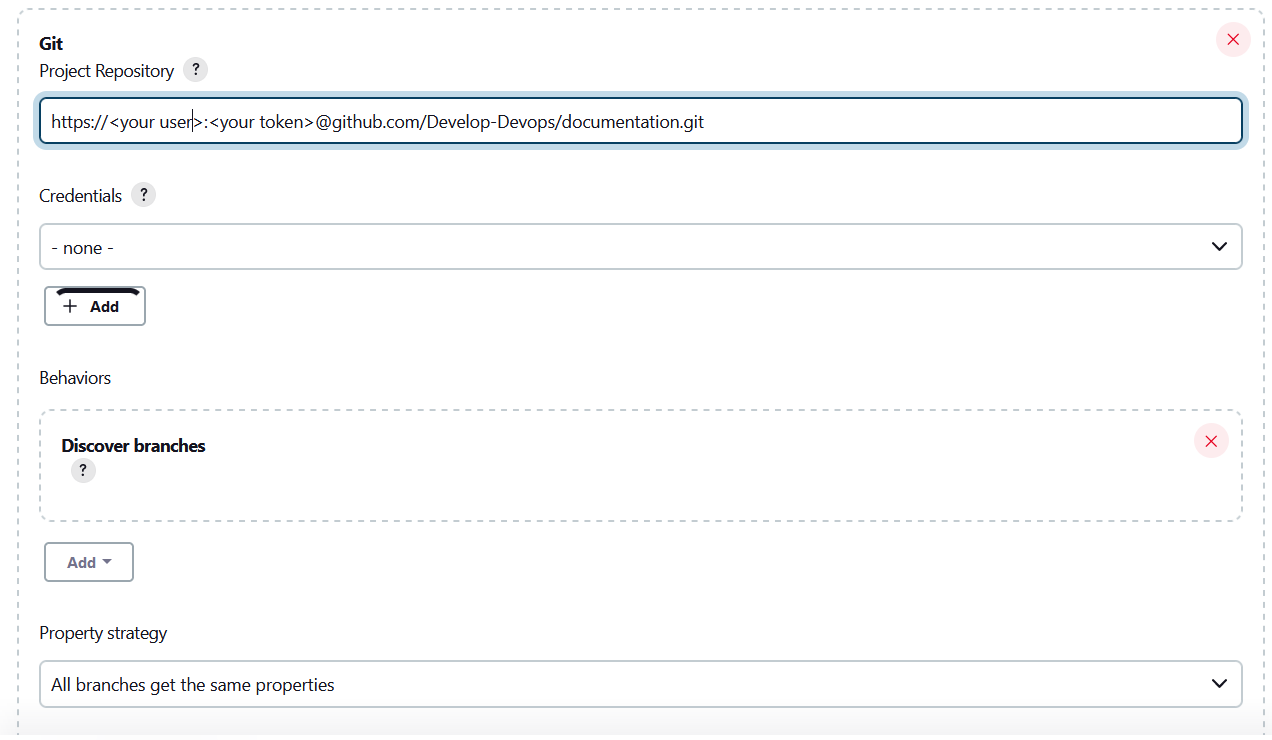 Git
Project Repository ?
https://<your user>:<your token>@github.com/Develop-Devops/documentation.git
Credentials ?
- none -
+ Add
Behaviors
Discover branches
?
Add
Property strategy
All branches get the same properties